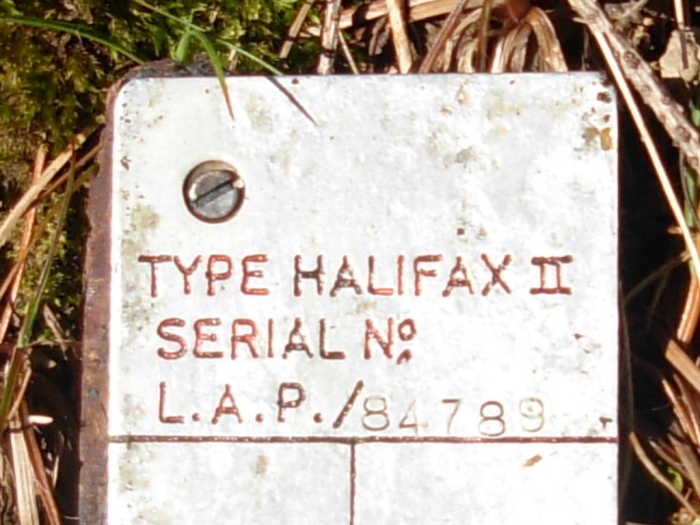 TYPE HALIFAX II
SERIAL Nº
L.A.P./84789